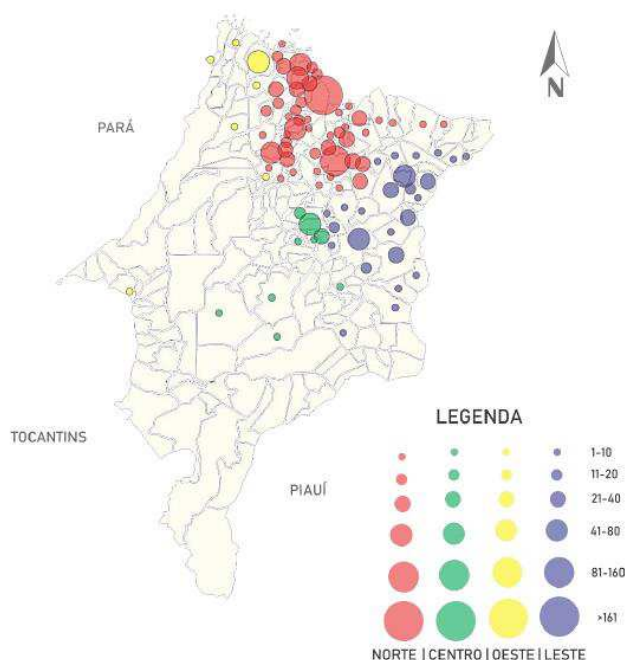 N
PARÁ
TOCANTINS
PIAUÍ
LEGENDA
1-10
11-20
21-40
41-80
81-160
>161
NORTE | CENTRO | OESTE | LESTE